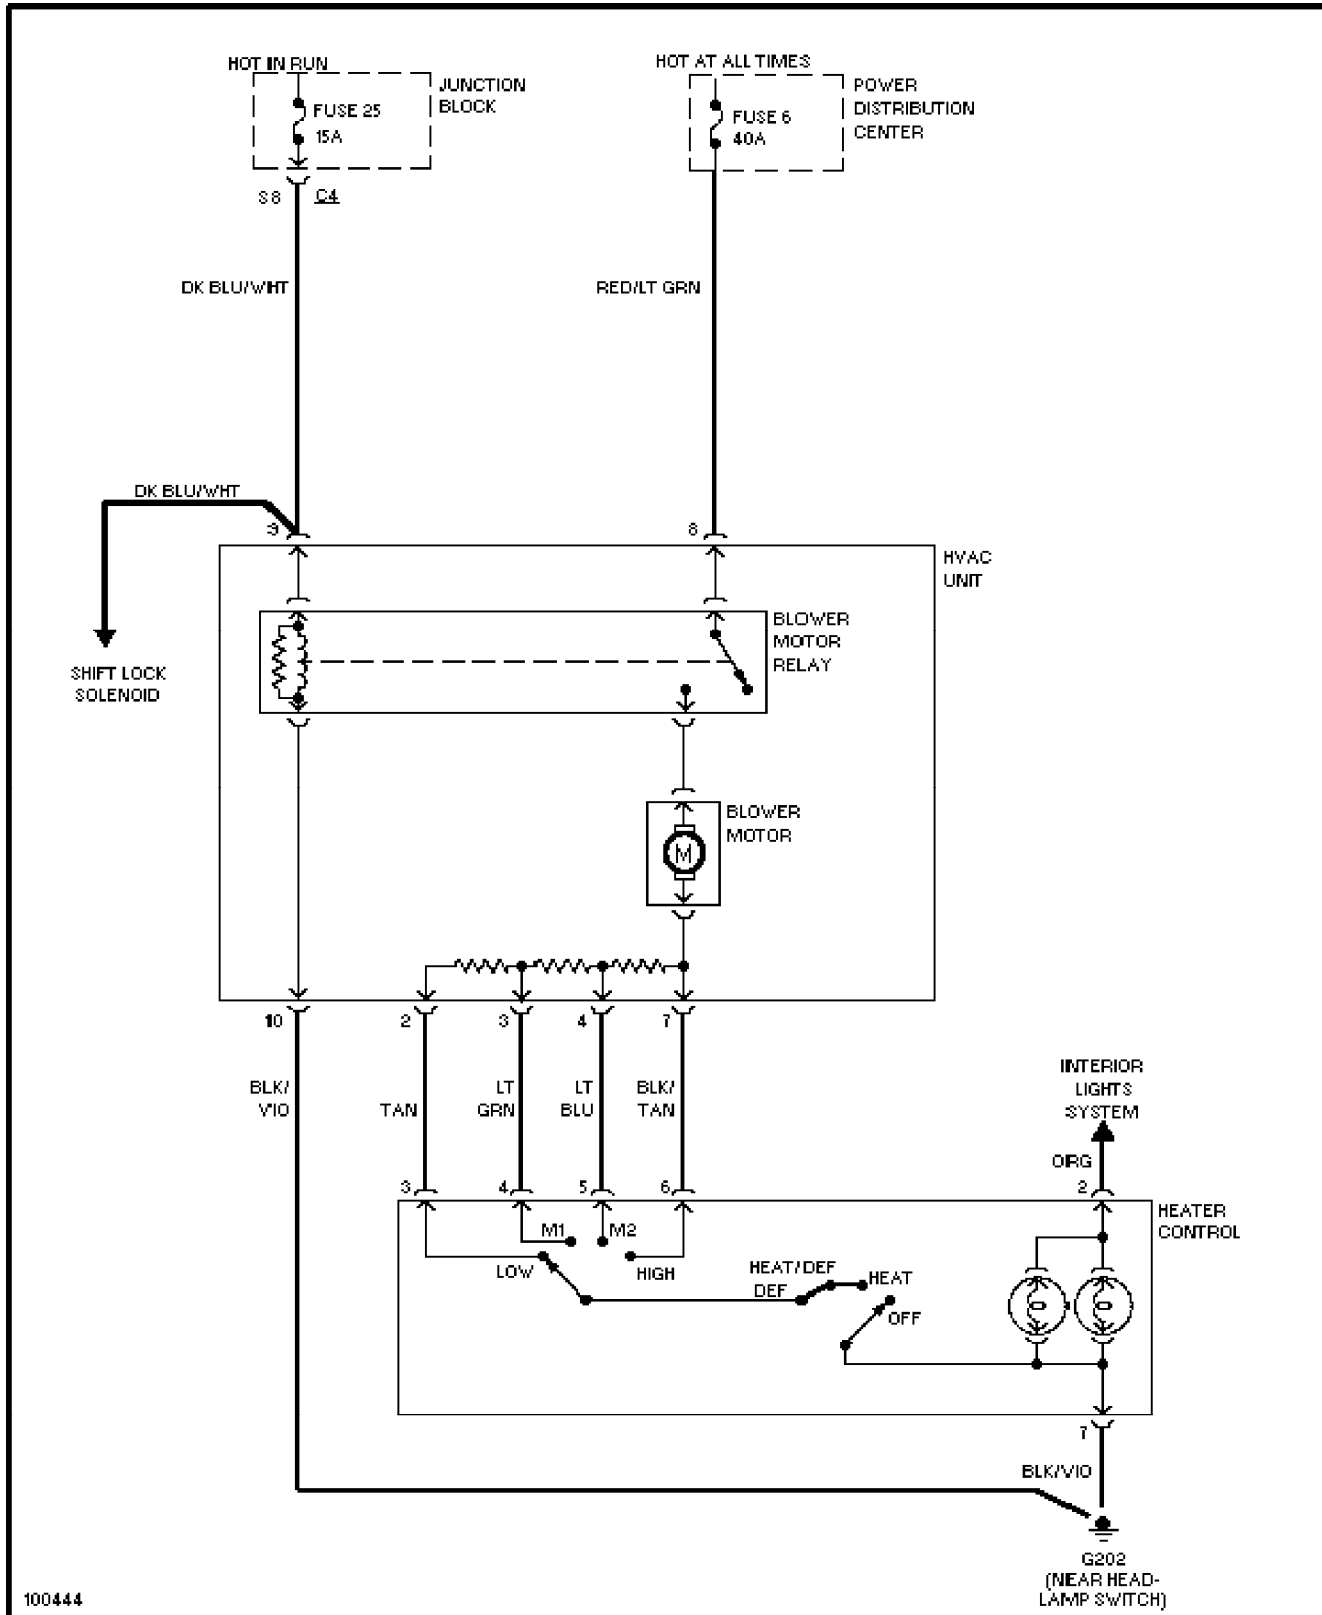 HOT IN RUN
JUNCTION
BLOCK
FUSE 25
15A
S8
C4
HOT AT ALL TIMES
POWER
DISTRIBUTION
CENTER
FUSE 6
40A
DK BLU/WHT
RED/LT GRN
DK BLU/WHT
9
8
HVAC
UNIT
BLOWER
MOTOR
RELAY
SHIFT LOCK
SOLENOID
BLOWER
MOTOR
M
10
2
3
4
7
BLK/
VIO
TAN
LT
GRN
LT
BLU
BLK/
TAN
INTERIOR
LIGHTS
SYSTEM
ORG
3
4
5
6
2
HEATER
CONTROL
M1
M2
LOW
HIGH
HEAT/DEF
DEF
HEAT
OFF
7
BLK/VIO
G202
(NEAR HEAD-
LAMP SWITCH)
100444